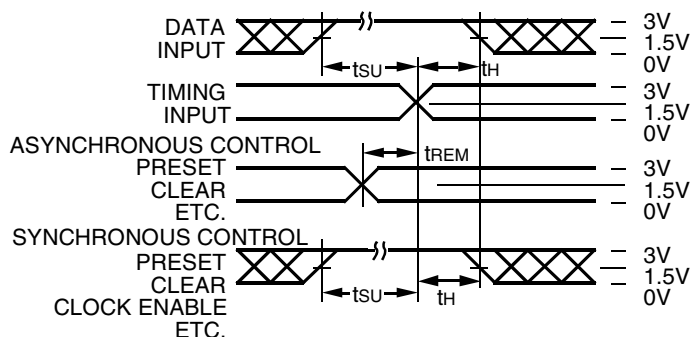 DATA
INPUT
3V
1.5V
0V
tSU
tH
TIMING
INPUT
3V
1.5V
0V
ASYNCHRONOUS CONTROL
tREM
PRESET
CLEAR
ETC.
3V
1.5V
0V
SYNCHRONOUS CONTROL
PRESET
CLEAR
CLOCK ENABLE
ETC.
3V
1.5V
0V
tSU
tH